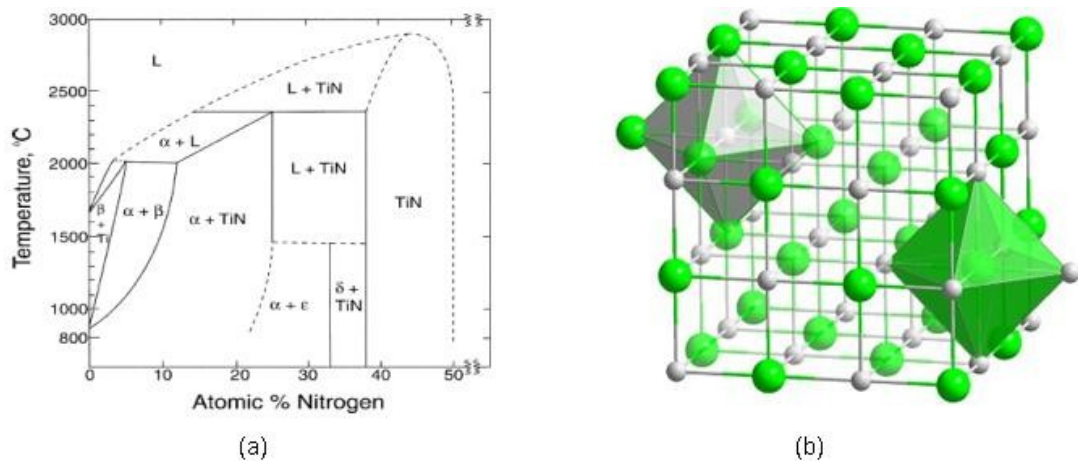 3000
2500
2000
1500
1000
800
Temperature, °C
L
L + TiN
α + L
L + TiN
TiN
β
+
Ti
α + β
α + TiN
α + ε
δ +
TiN
0 10 20 30 40 50
Atomic % Nitrogen
(a)
(b)